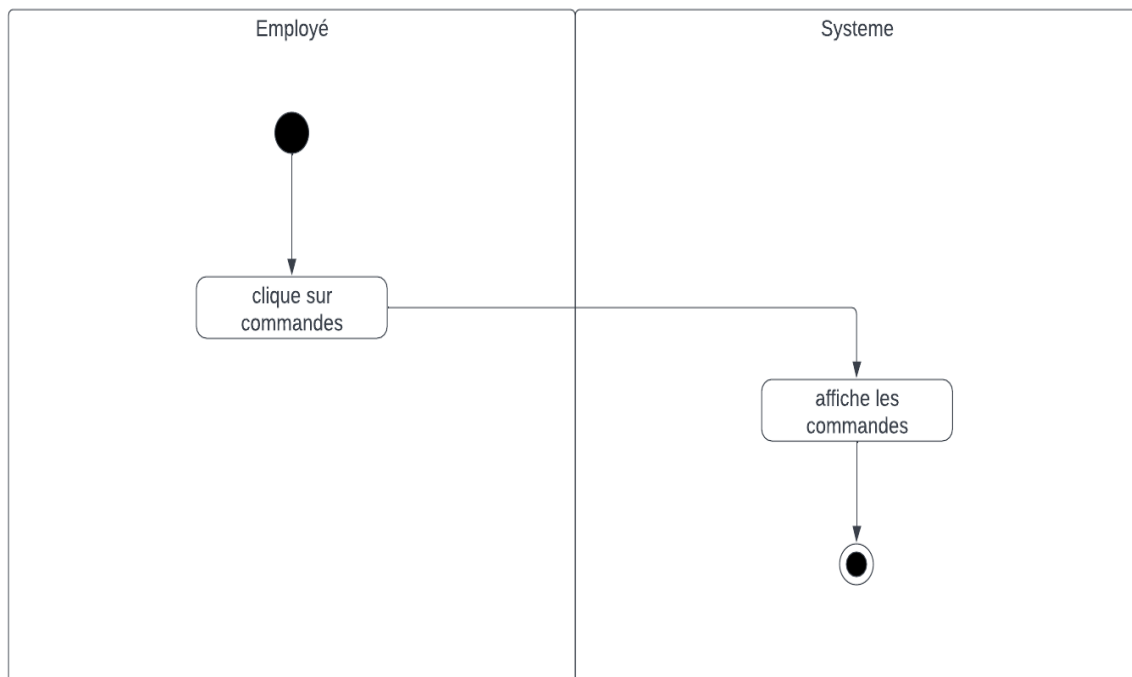 Employé
Systeme
clique sur
commandes
affiche les
commandes